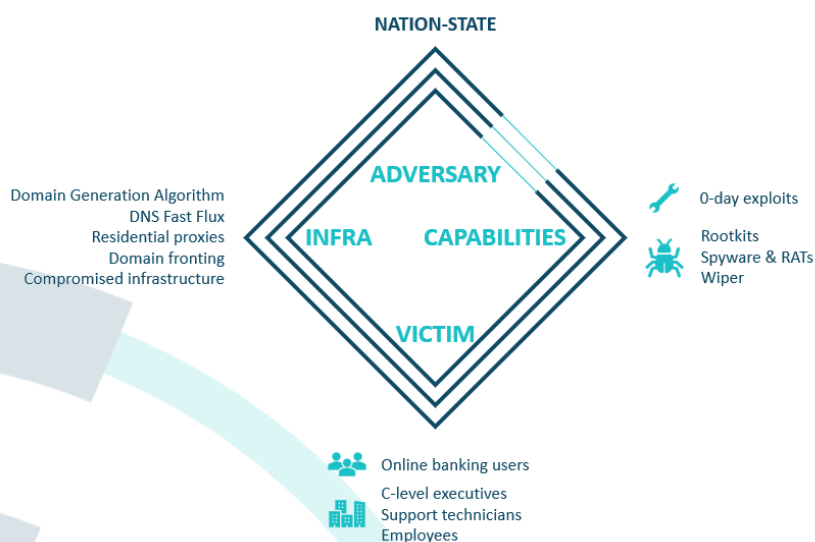 NATION-STATE
ADVERSARY
Domain Generation Algorithm
DNS Fast Flux
Residential proxies
Domain fronting
Compromised infrastructure
INFRA
CAPABILITIES
0-day exploits
Rootkits
Spyware & RATs
Wiper
VICTIM
Online banking users
C-level executives
Support technicians
Employees